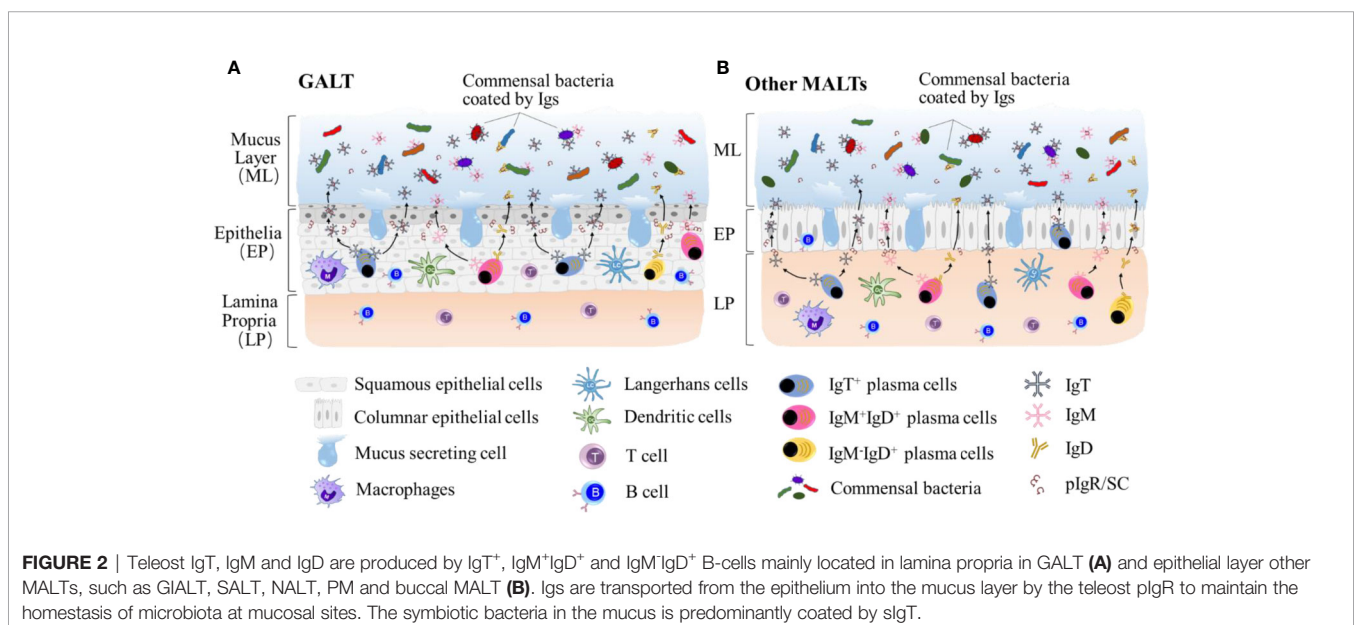 A
GALT
Commensal bacteria
coated by Igs
Mucus
Layer
(ML)
Epithelia
(EP)
Lamina
Propria
(LP)
M
B
DC
T
LC
B
B
T
B
T
B
B
Other MALTs
Commensal bacteria
coated by Igs
ML
EP
LP
B
T
M
DC
B
T
B
LC
T
B
Squamous epithelial cells
Columnar epithelial cells
Mucus secreting cell
Macrophages
M
Langerhans cells
LC
Dendritic cells
DC
T cell
T
B cell
B
IgT⁺ plasma cells
IgM⁺IgD⁺ plasma cells
IgM⁻IgD⁺ plasma cells
Commensal bacteria
IgT
IgM
IgD
pIgR/SC
FIGURE 2 | Teleost IgT, IgM and IgD are produced by IgT⁺, IgM⁺IgD⁺ and IgM⁻IgD⁺ B-cells mainly located in lamina propria in GALT (A) and epithelial layer other
MALTs, such as GIALT, SALT, NALT, PM and buccal MALT (B). Igs are transported from the epithelium into the mucus layer by the teleost pIgR to maintain the
homestasis of microbiota at mucosal sites. The symbiotic bacteria in the mucus is predominantly coated by sIgT.